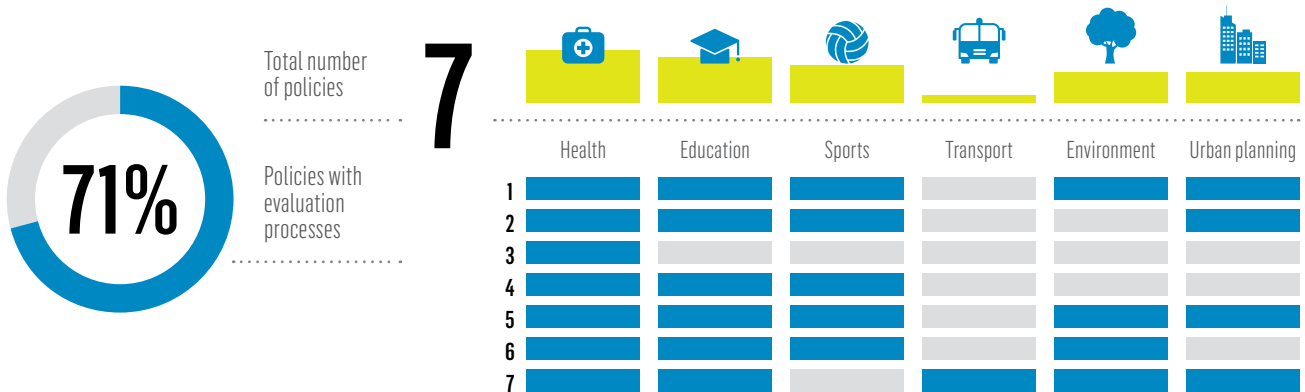 Total number
of policies
7
71%
Policies with
evaluation
processes
Health Education Sports Transport Environment Urban planning
1
2
3
4
5
6
7